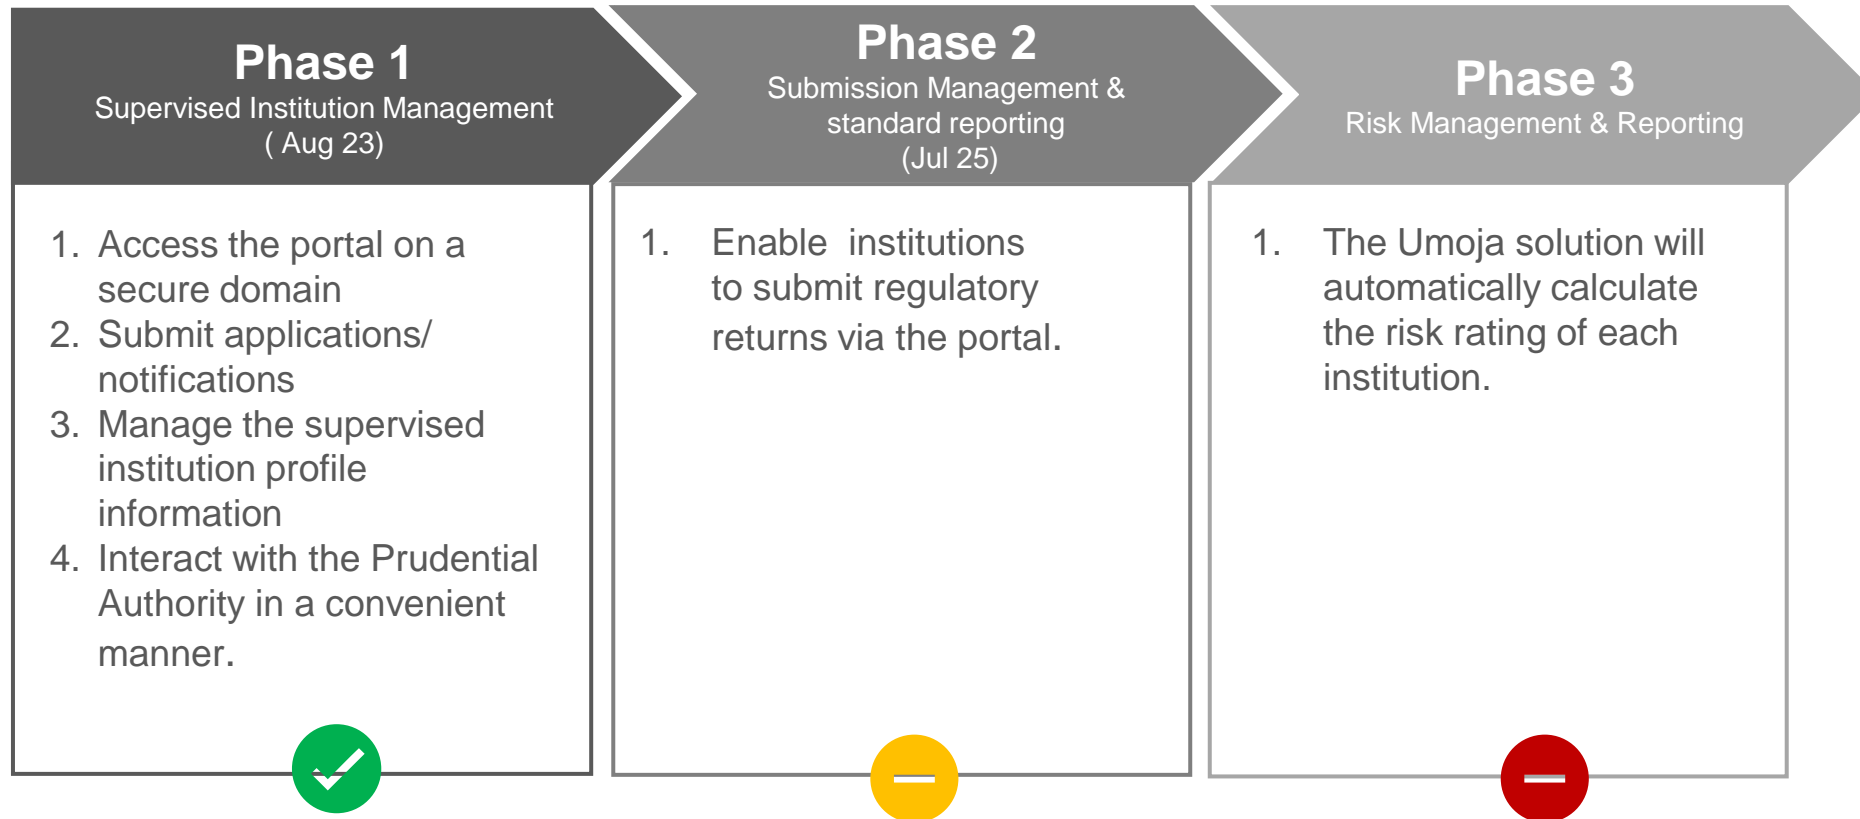 Phase 1
Supervised Institution Management
( Aug 23)
1. Access the portal on a
secure domain
2. Submit applications/
notifications
3. Manage the supervised
institution profile
information
4. Interact with the Prudential
Authority in a convenient
manner.
Phase 2
Submission Management &
standard reporting
(Jul 25)
1. Enable  institutions
to submit regulatory
returns via the portal.
Phase 3
Risk Management & Reporting
1. The Umoja solution will
automatically calculate
the risk rating of each
institution.